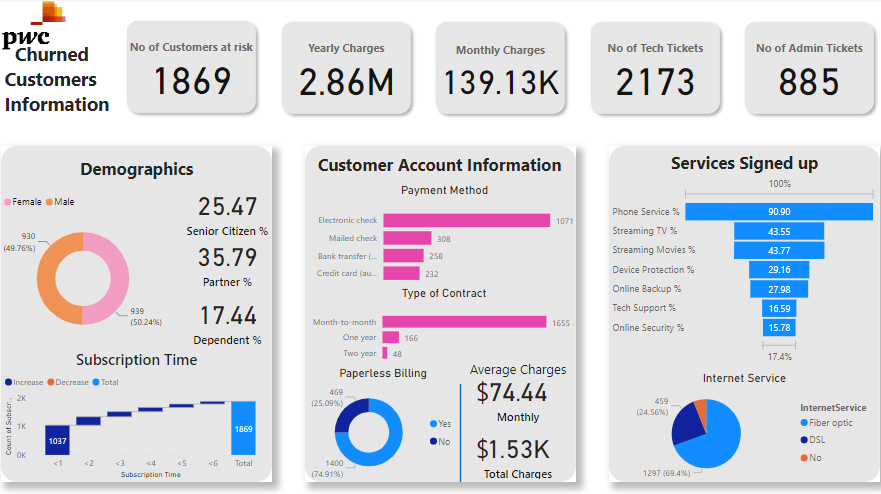 pwc
Churned
Customers
Information
No of Customers at risk
1869
Yearly Charges
2.86M
Monthly Charges
139.13K
No of Tech Tickets
2173
No of Admin Tickets
885
Demographics
Female Male
930
(49.76%)
939
(50.24%)
25.47
Senior Citizen %
35.79
Partner %
17.44
Dependent %
Subscription Time
Increase Decrease Total
Count of Subscr...
2K
1K
0K
1037
1869
<1 <2 <3 <4 <5 <6 Total
Subscription Time
Customer Account Information
Payment Method
Electronic check 1071
Mailed check 308
Bank transfer (... 258
Credit card (au... 232
Type of Contract
Month-to-month 1655
One year 166
Two year 48
Paperless Billing
469
(25.09%)
1400
(74.91%)
Yes
No
Average Charges
$74.44
Monthly
$1.53K
Total Charges
Services Signed up
100%
Phone Service % 90.90
Streaming TV % 43.55
Streaming Movies % 43.77
Device Protection % 29.16
Online Backup % 27.98
Tech Support % 16.59
Online Security % 15.78
17.4%
Internet Service
459
(24.56%)
1297 (69.4%)
InternetService
Fiber optic
DSL
No